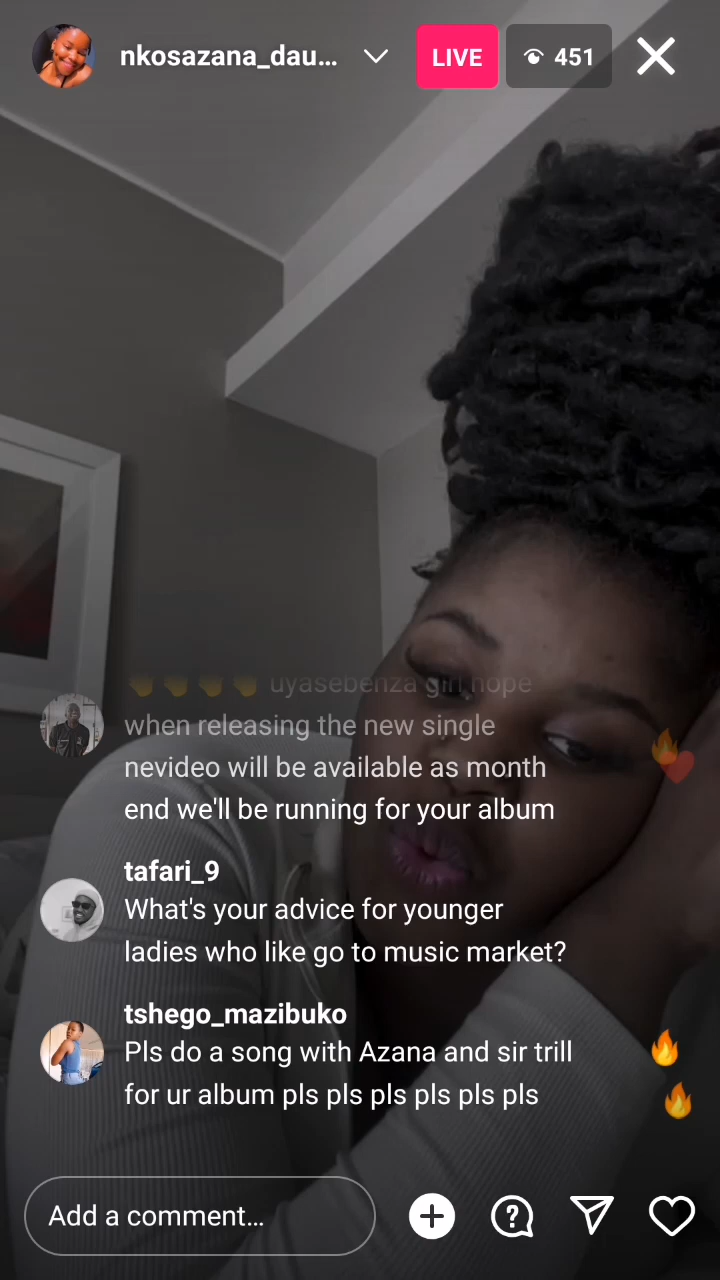 nkosazana_dau...
LIVE
451
👏👏👏👏 uyasebenza girl hope
when releasing the new single
nevideo will be available as month
end we'll be running for your album
tafari_9
What's your advice for younger
ladies who like go to music market?
tshego_mazibuko
Pls do a song with Azana and sir trill
for ur album pls pls pls pls pls pls
Add a comment...